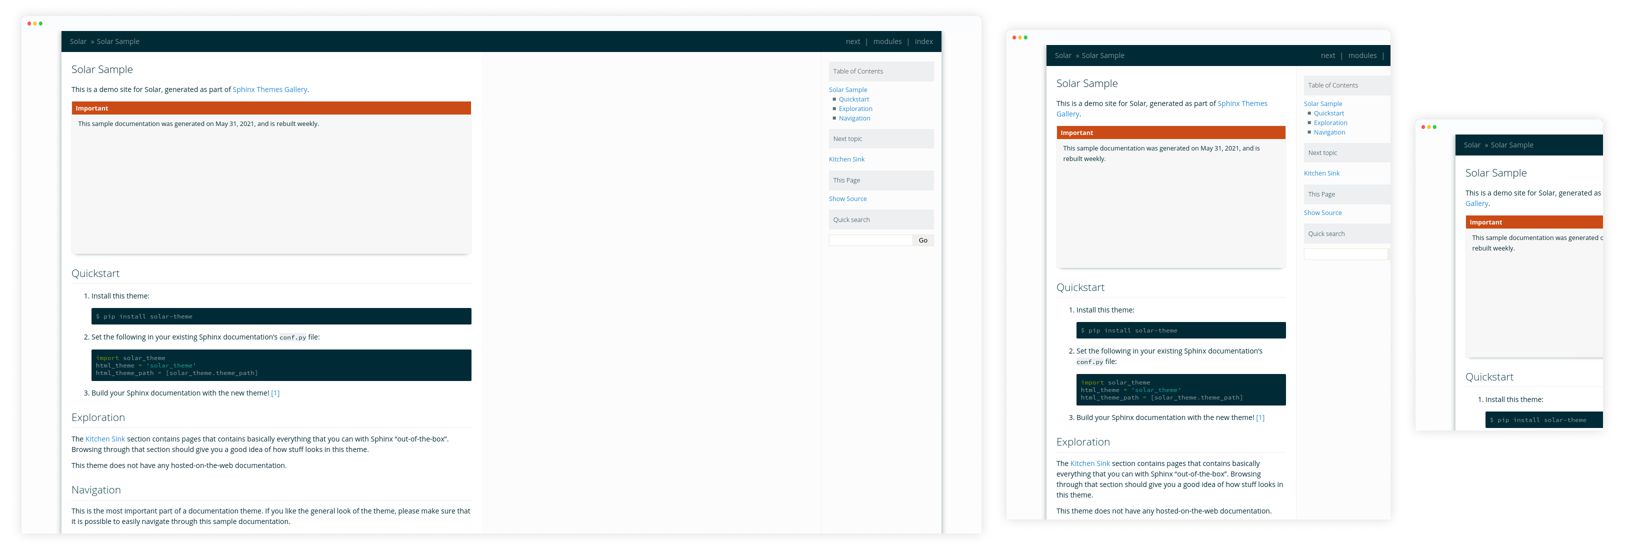 Solar » Solar Sample
next | modules | index
Solar Sample
This is a demo site for Solar, generated as part of Sphinx Themes Gallery.
Important
This sample documentation was generated on May 31, 2021, and is rebuilt weekly.
Quickstart
1. Install this theme:
$ pip install solar-theme
2. Set the following in your existing Sphinx documentation's conf.py file:
import solar_theme
html_theme = 'solar_theme'
html_theme_path = [solar_theme.theme_path]
3. Build your Sphinx documentation with the new theme! [1]
Exploration
The Kitchen Sink section contains pages that contains basically everything that you can with Sphinx “out-of-the-box”.
Browsing through that section should give you a good idea of how stuff looks in this theme.
This theme does not have any hosted-on-the-web documentation.
Navigation
This is the most important part of a documentation theme. If you like the general look of the theme, please make sure that
it is possible to easily navigate through this sample documentation.
Table of Contents
Solar Sample
Quickstart
Exploration
Navigation
Next topic
Kitchen Sink
This Page
Show Source
Quick search
Go
Solar » Solar Sample
next | modules |
Solar Sample
This is a demo site for Solar, generated as part of Sphinx Themes
Gallery.
Important
This sample documentation was generated on May 31, 2021, and is
rebuilt weekly.
Quickstart
1. Install this theme:
$ pip install solar-theme
2. Set the following in your existing Sphinx documentation's
conf.py file:
import solar_theme
html_theme = 'solar_theme'
html_theme_path = [solar_theme.theme_path]
3. Build your Sphinx documentation with the new theme! [1]
Exploration
The Kitchen Sink section contains pages that contains basically
everything that you can with Sphinx “out-of-the-box”. Browsing
through that section should give you a good idea of how stuff looks in
this theme.
This theme does not have any hosted-on-the-web documentation.
Table of Contents
Solar Sample
Quickstart
Exploration
Navigation
Next topic
Kitchen Sink
This Page
Show Source
Quick search
Solar » Solar Sample
Solar Sample
This is a demo site for Solar, generated as
Gallery.
Important
This sample documentation was generated
rebuilt weekly.
Quickstart
1. Install this theme:
$ pip install solar-theme